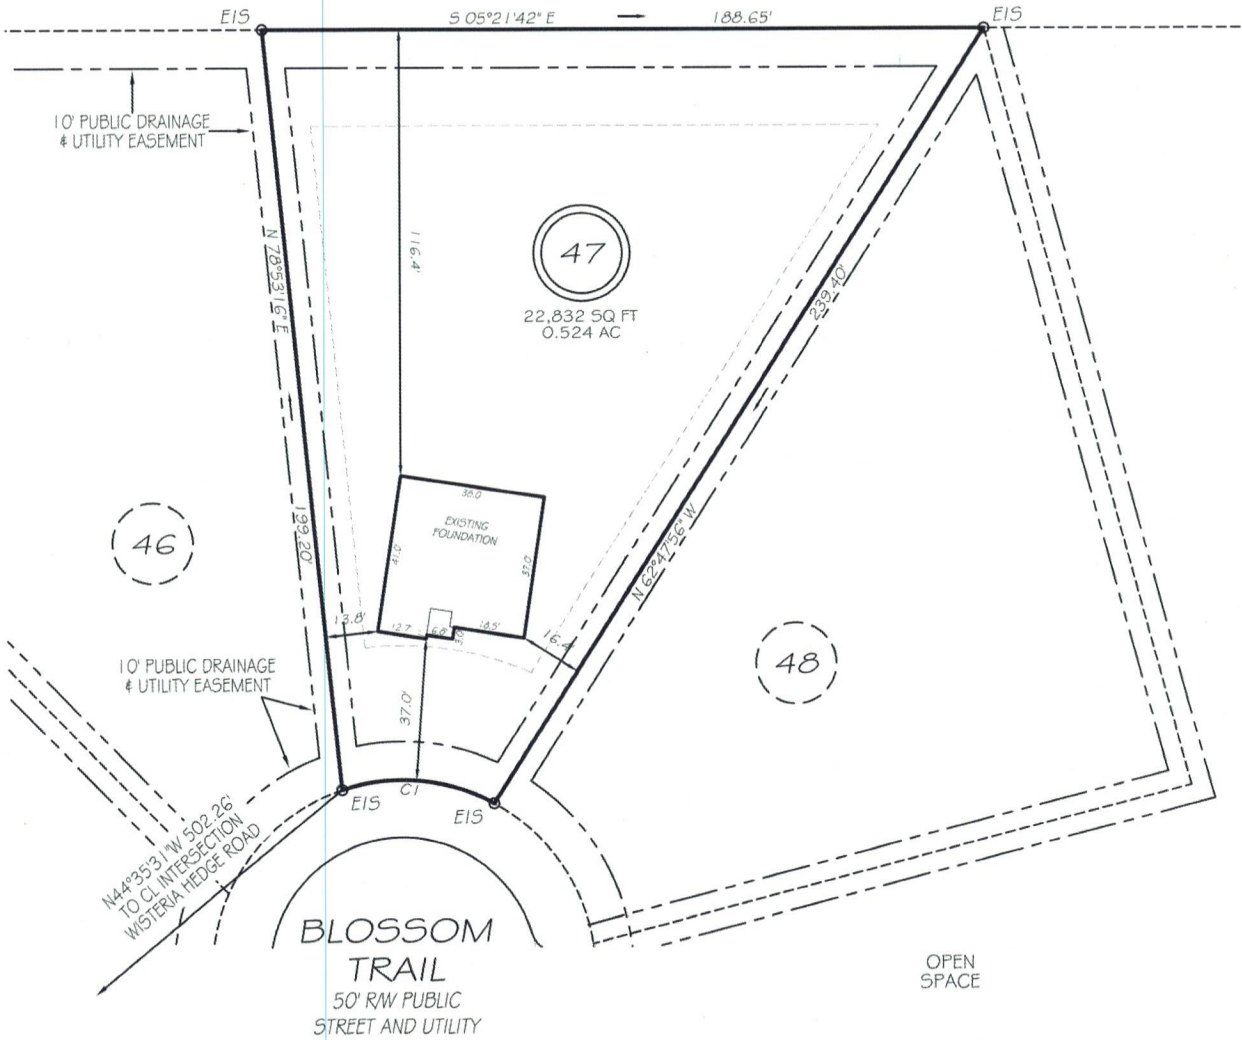 EIS
S 05°21'42" E
188.65'
EIS
10' PUBLIC DRAINAGE
& UTILITY EASEMENT
N 78°53'16" E
116.4'
47
22,832 SQ FT
0.524 AC
239.40'
38.0
EXISTING
FOUNDATION
41.0
37.0
199.20'
46
N 62°47'56" W
13.8'
12.7
6.8
3.0
18.5'
16.4
10' PUBLIC DRAINAGE
& UTILITY EASEMENT
48
37.0'
C1
EIS
EIS
N44°35'31"W 502.26'
TO CL INTERSECTION
WISTERIA HEDGE ROAD
BLOSSOM
TRAIL
50' R/W PUBLIC
STREET AND UTILITY
OPEN
SPACE